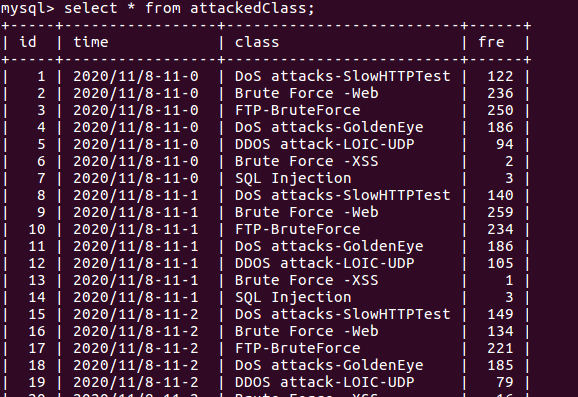 mysql> select * from attackedClass;
+-----+-----------------+--------------------------+------+
| id | time | class | fre |
+-----+-----------------+--------------------------+------+
| 1 | 2020/11/8-11-0 | DoS attacks-SlowHTTPTest | 122 |
| 2 | 2020/11/8-11-0 | Brute Force -Web | 236 |
| 3 | 2020/11/8-11-0 | FTP-BruteForce | 250 |
| 4 | 2020/11/8-11-0 | DoS attacks-GoldenEye | 186 |
| 5 | 2020/11/8-11-0 | DDOS attack-LOIC-UDP | 94 |
| 6 | 2020/11/8-11-0 | Brute Force -XSS | 2 |
| 7 | 2020/11/8-11-0 | SQL Injection | 3 |
| 8 | 2020/11/8-11-1 | DoS attacks-SlowHTTPTest | 140 |
| 9 | 2020/11/8-11-1 | Brute Force -Web | 259 |
| 10 | 2020/11/8-11-1 | FTP-BruteForce | 234 |
| 11 | 2020/11/8-11-1 | DoS attacks-GoldenEye | 186 |
| 12 | 2020/11/8-11-1 | DDOS attack-LOIC-UDP | 105 |
| 13 | 2020/11/8-11-1 | Brute Force -XSS | 1 |
| 14 | 2020/11/8-11-1 | SQL Injection | 3 |
| 15 | 2020/11/8-11-2 | DoS attacks-SlowHTTPTest | 149 |
| 16 | 2020/11/8-11-2 | Brute Force -Web | 134 |
| 17 | 2020/11/8-11-2 | FTP-BruteForce | 221 |
| 18 | 2020/11/8-11-2 | DoS attacks-GoldenEye | 185 |
| 19 | 2020/11/8-11-2 | DDOS attack-LOIC-UDP | 79 |